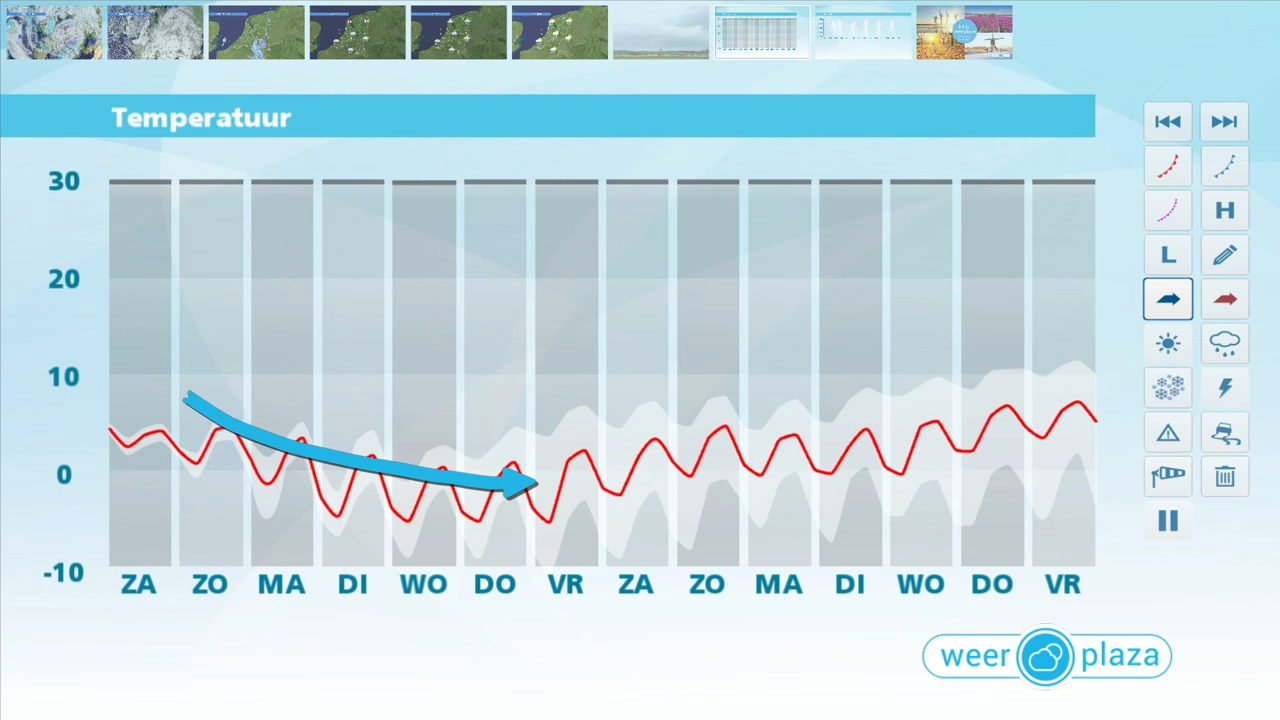 Temperatuur
30
20
10
0
-10
ZA ZO MA DI WO DO VR ZA ZO MA DI WO DO VR
H
L
weer plaza